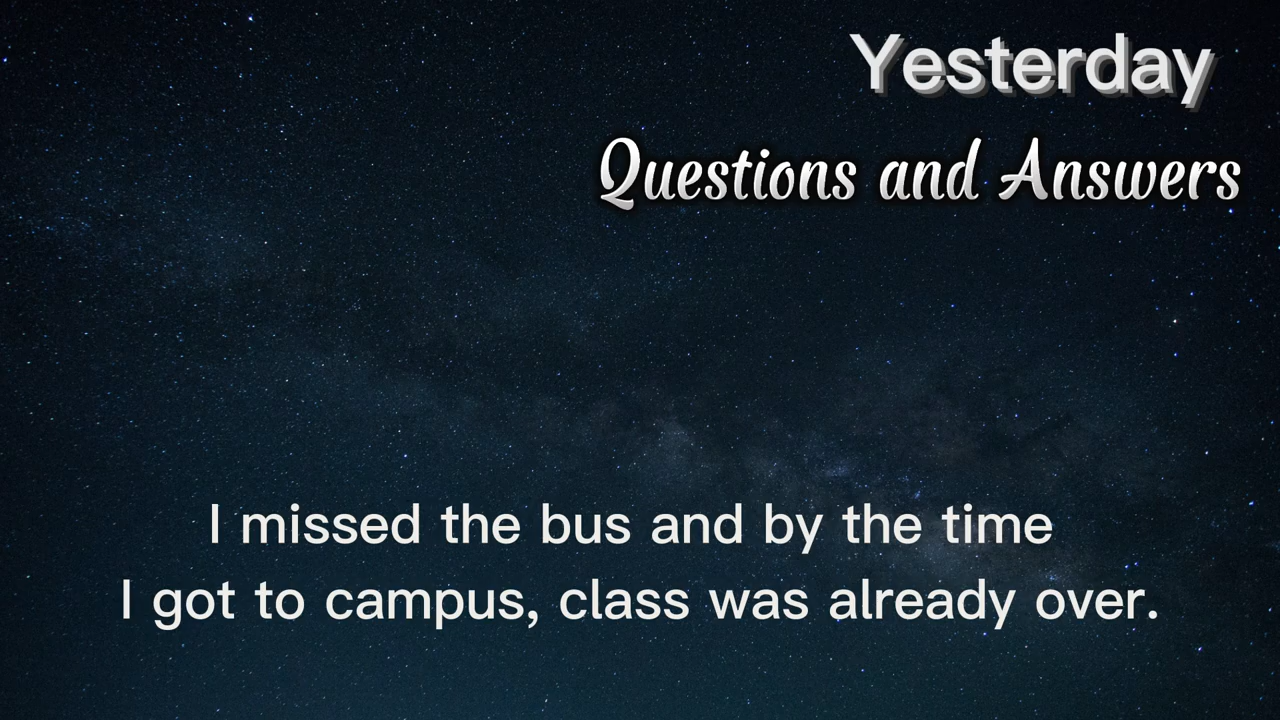 Yesterday
Questions and Answers
I missed the bus and by the time
I got to campus, class was already over.